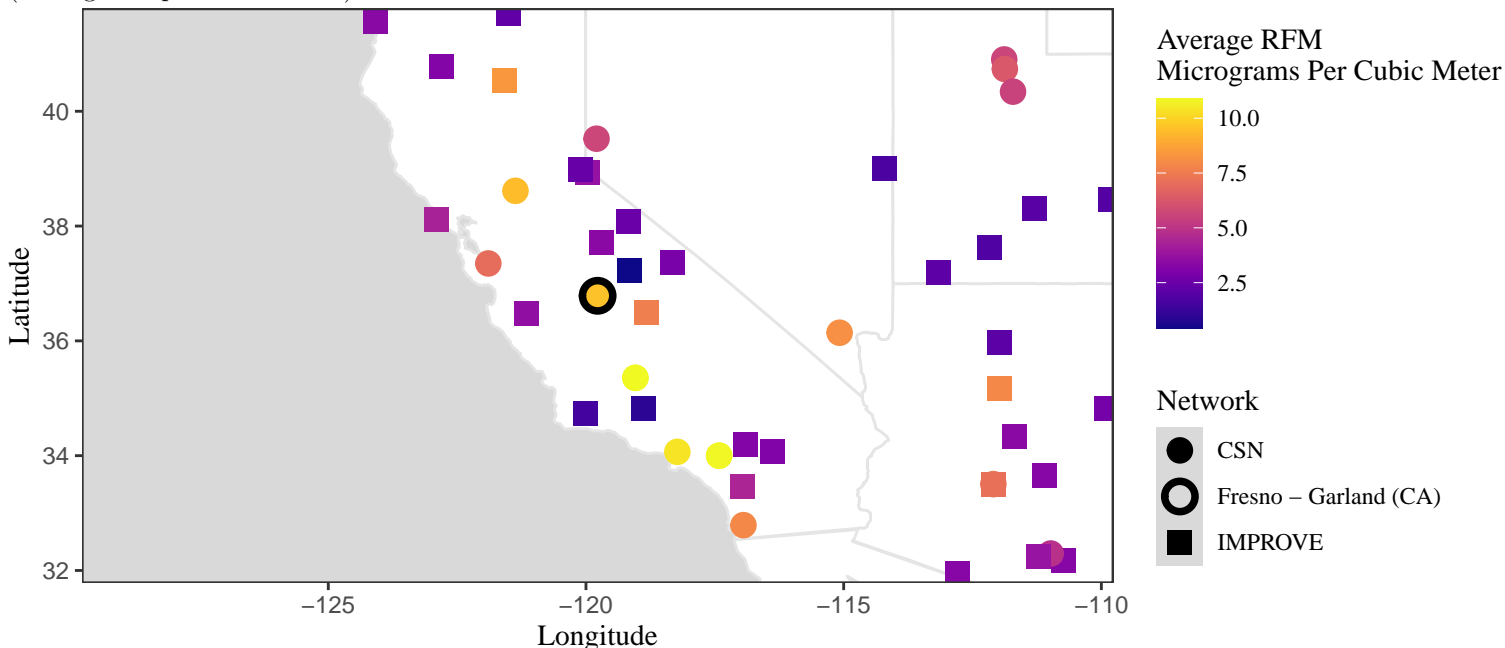 Average RFM
Micrograms Per Cubic Meter
10.0
7.5
5.0
2.5
Network
CSN
Fresno − Garland (CA)
IMPROVE
Latitude
40
38
36
34
32
−125
−120
−115
−110
Longitude